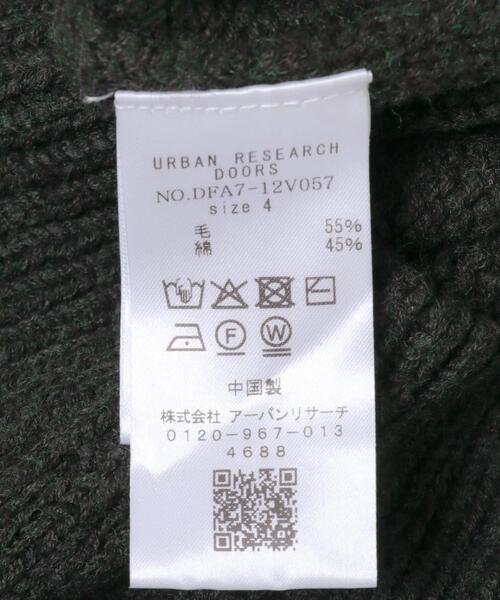 URBAN RESEARCH
DOORS
NO.DFA7-12V057
size 4
毛 55%
綿 45%
F W
中国製
株式会社 アーバンリサーチ
0120-967-013
4688